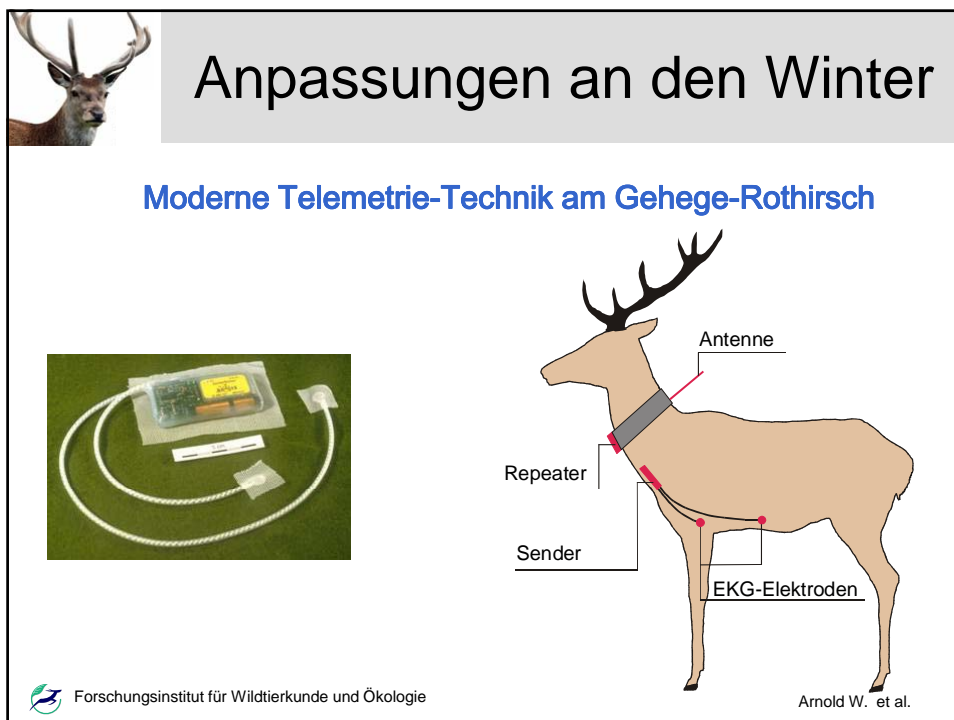 Anpassungen an den Winter
Moderne Telemetrie-Technik am Gehege-Rothirsch
Antenne
Repeater
Sender
EKG-Elektroden
Forschungsinstitut für Wildtierkunde und Ökologie
Arnold W. et al.